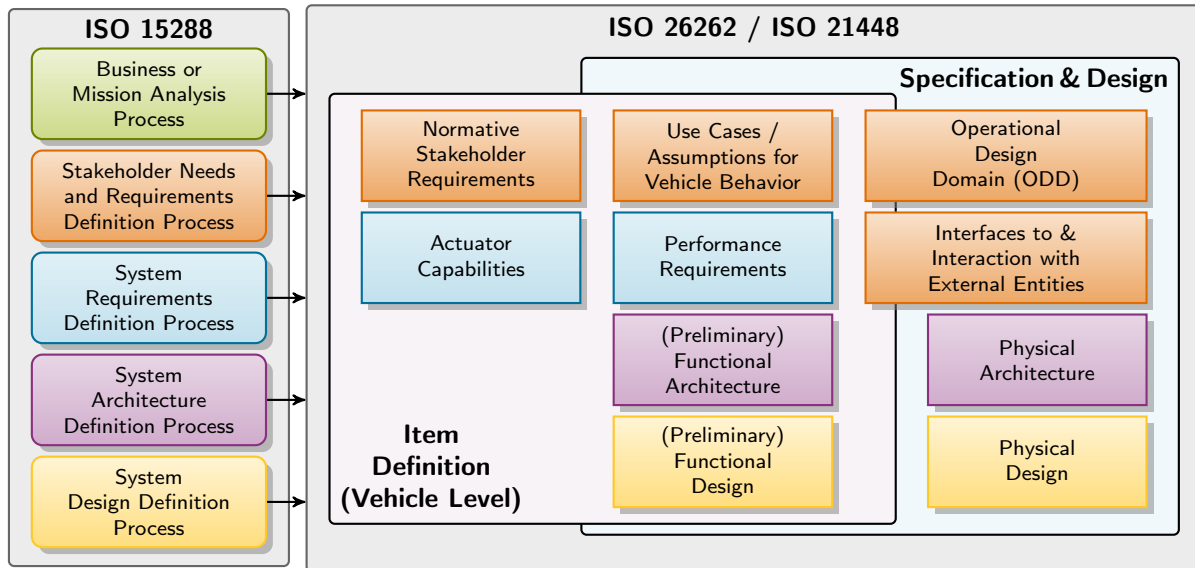 ISO 15288
Business or
Mission Analysis
Process
Stakeholder Needs
and Requirements
Definition Process
System
Requirements
Definition Process
System
Architecture
Definition Process
System
Design Definition
Process
ISO 26262 / ISO 21448
Specification & Design
Normative
Stakeholder
Requirements
Use Cases /
Assumptions for
Vehicle Behavior
Operational
Design
Domain (ODD)
Actuator
Capabilities
Performance
Requirements
Interfaces to &
Interaction with
External Entities
(Preliminary)
Functional
Architecture
Physical
Architecture
Item
Definition
(Vehicle Level)
(Preliminary)
Functional
Design
Physical
Design